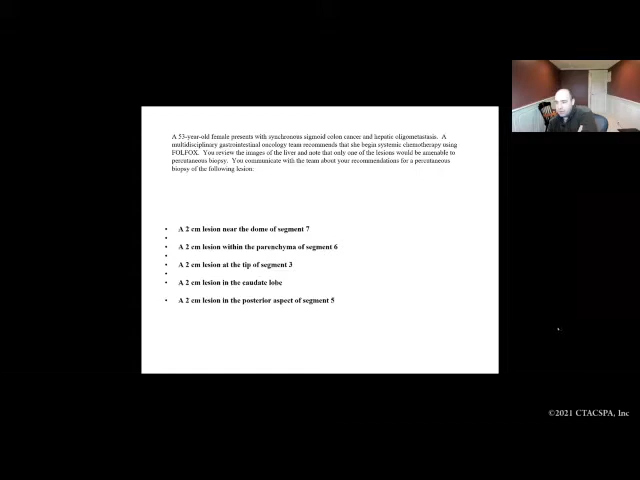 A 53-year-old female presents with synchronous sigmoid colon cancer and hepatic oligometastasis. A
multidisciplinary gastrointestinal oncology team recommends that she begin systemic chemotherapy using
FOLFOX. You review the images of the liver and note that only one of the lesions would be amenable to
percutaneous biopsy. You communicate with the team about your recommendations for a percutaneous
biopsy of the following lesion:
• A 2 cm lesion near the dome of segment 7
•
• A 2 cm lesion within the parenchyma of segment 6
•
• A 2 cm lesion at the tip of segment 3
•
• A 2 cm lesion in the caudate lobe
• A 2 cm lesion in the posterior aspect of segment 5
©2021 CTACSPA, Inc